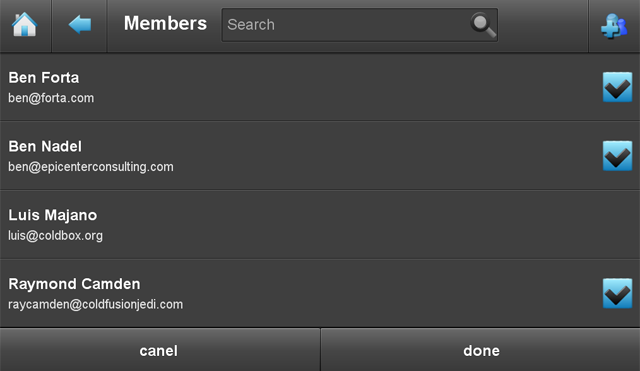 Members
Search
Ben Forta
ben@forta.com
Ben Nadel
ben@epicenterconsulting.com
Luis Majano
luis@coldbox.org
Raymond Camden
raycamden@coldfusionjedi.com
canel
done